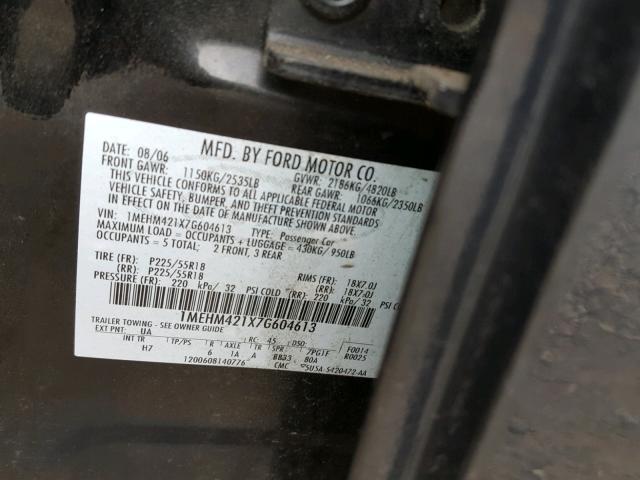 MFD. BY FORD MOTOR CO.
DATE: 08/06 GVWR: 2186KG/4820LB
FRONT GAWR: 1150KG/2535LB REAR GAWR: 1066KG/2350LB
THIS VEHICLE CONFORMS TO ALL APPLICABLE FEDERAL MOTOR
VEHICLE SAFETY, BUMPER, AND THEFT PREVENTION STANDARDS
IN EFFECT ON THE DATE OF MANUFACTURE SHOWN ABOVE.
VIN: 1MEHM421X7G604613 TYPE: Passenger Car
MAXIMUM LOAD = OCCUPANTS + LUGGAGE = 430KG/ 950LB
OCCUPANTS = 5 TOTAL: 2 FRONT, 3 REAR
TIRE (FR): P225/55R18 RIMS (FR): 18X7.0J
(RR): P225/55R18 (RR): 18X7.0J
PRESSURE (FR): 220 kPa/ 32 PSI COLD (RR): 220 kPa/ 32 PSI COLD
1MEHM421X7G604613
TRAILER TOWING - SEE OWNER GUIDE
EXT PNT: UA RC: 45 DSO: F0014
INT TR TP/PS R AXLE TR SPR 7PGTF R0025
H7 6 1A A BB33 80A
1200608140776 CMC 5U5A-5420472-AA